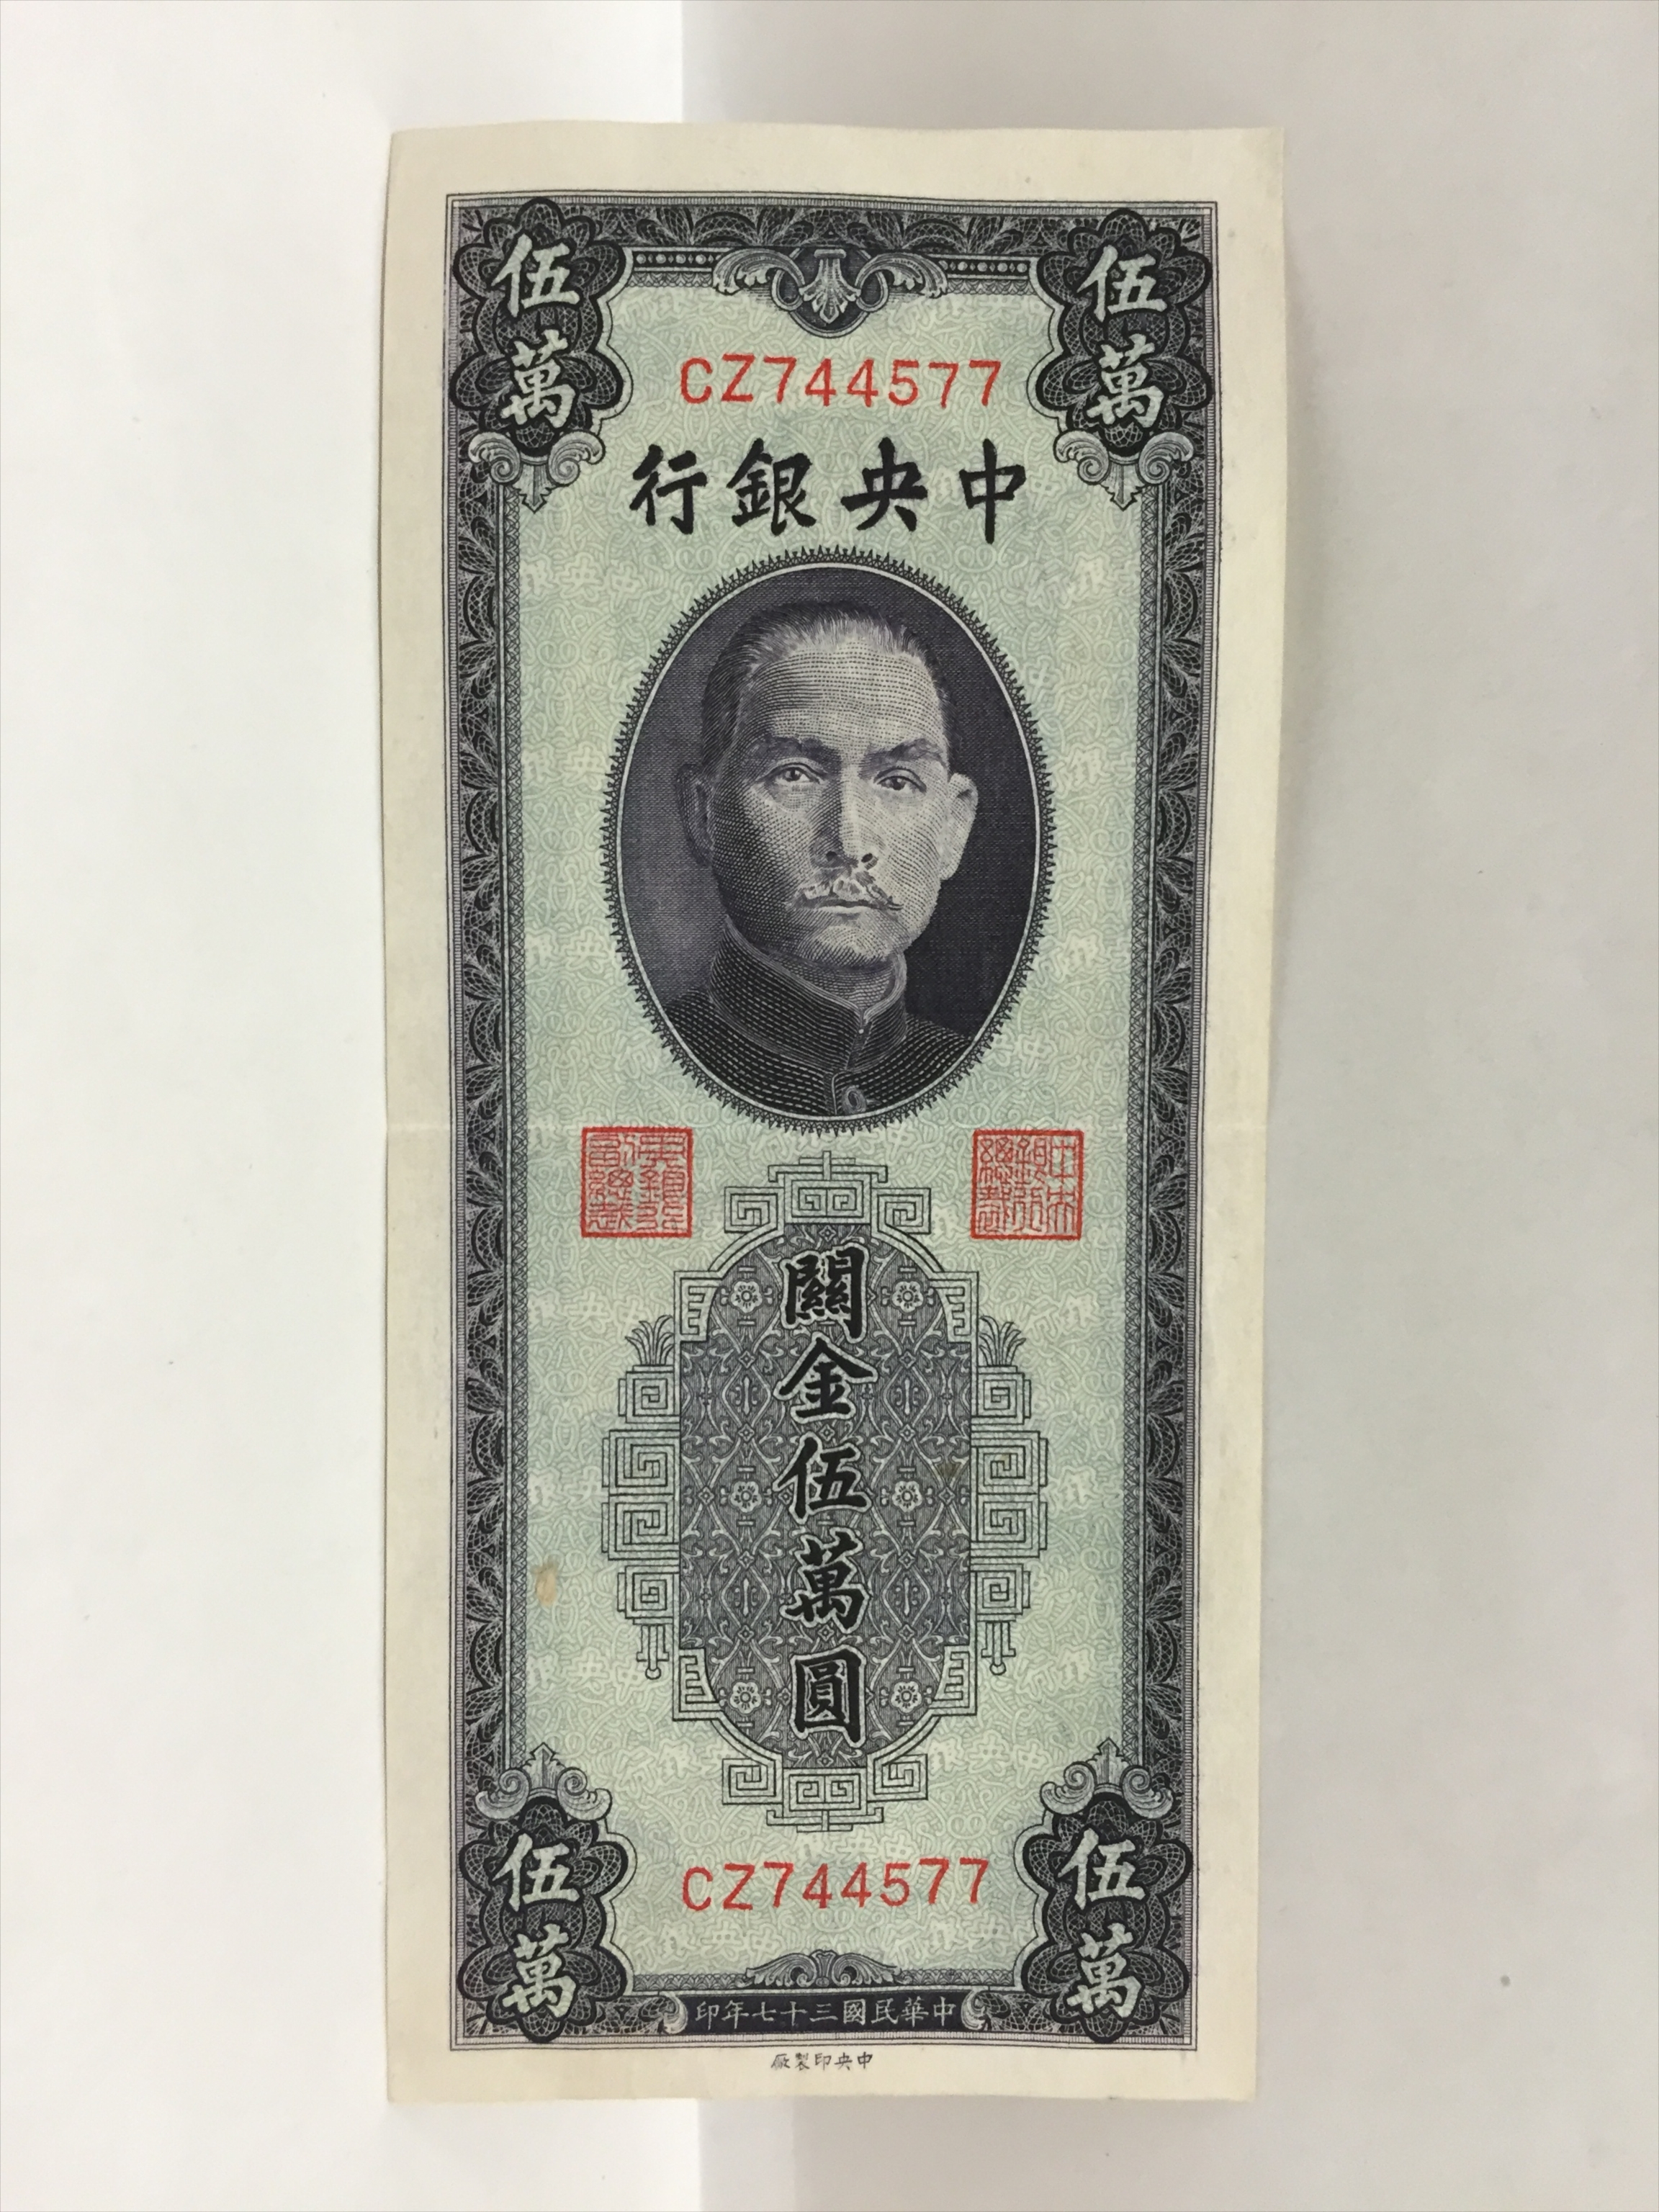 伍萬
伍萬
CZ744577
中央銀行
關金伍萬圓
CZ744577
伍萬
伍萬
中華民國三十七年印
中央印製廠